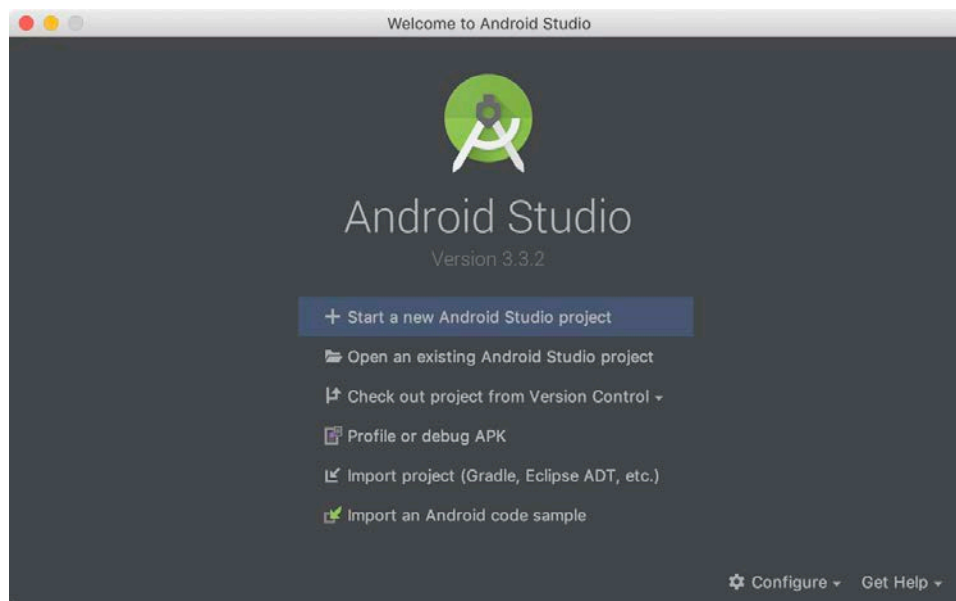 Welcome to Android Studio
Android Studio
Version 3.3.2
Start a new Android Studio project
Open an existing Android Studio project
Check out project from Version Control
Profile or debug APK
Import project (Gradle, Eclipse ADT, etc.)
Import an Android code sample
Configure
Get Help